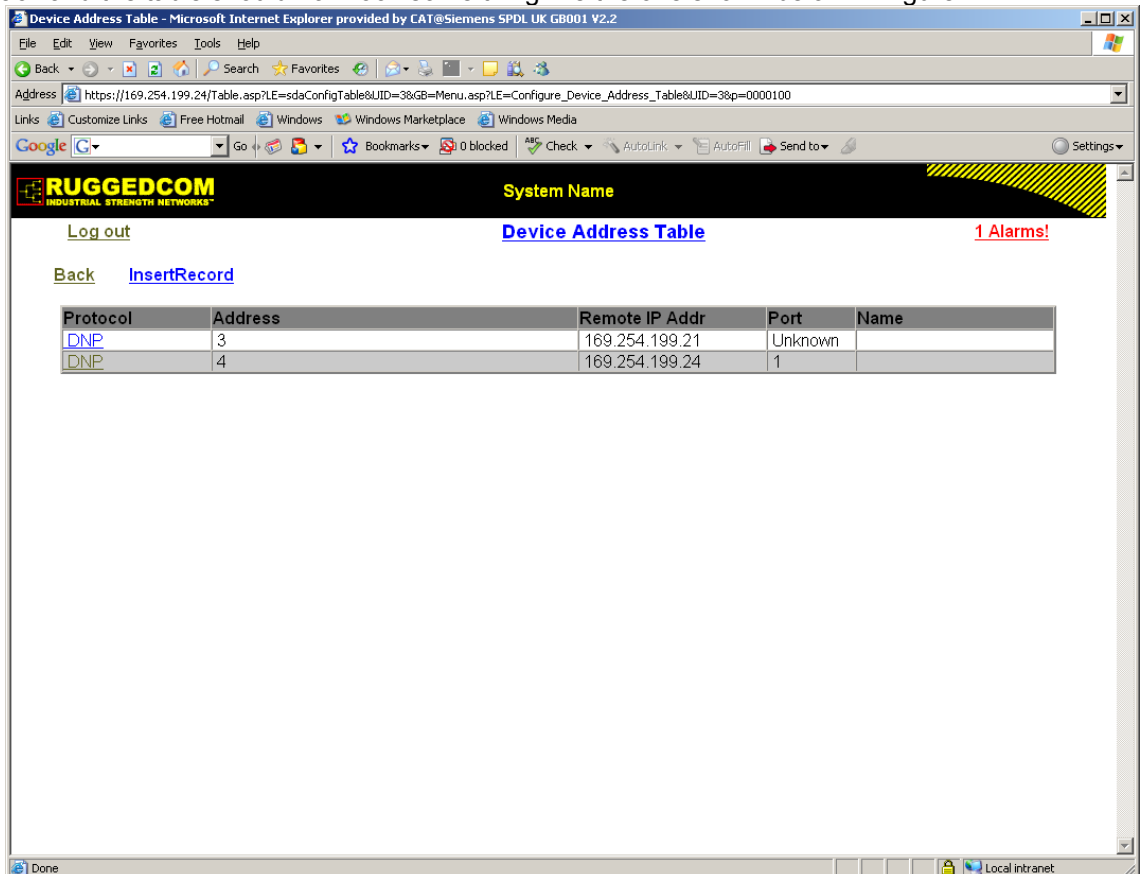 Device Address Table - Microsoft Internet Explorer provided by CAT@Siemens SPDL UK GB001 V2.2
File Edit View Favorites Tools Help
Back Search Favorites
Address https://169.254.199.24/Table.asp?LE=sdaConfigTable&UID=3&GB=Menu.asp?LE=Configure_Device_Address_Table&UID=3&p=0000100
Links Customize Links Free Hotmail Windows Windows Marketplace Windows Media
Google G Go Bookmarks 0 blocked ABC Check AutoLink AutoFill Send to Settings
RUGGEDCOM System Name
INDUSTRIAL STRENGTH NETWORKS™
Log out Device Address Table 1 Alarms!
Back InsertRecord
Protocol Address Remote IP Addr Port Name
DNP 3 169.254.199.21 Unknown
DNP 4 169.254.199.24 1
Done Local intranet